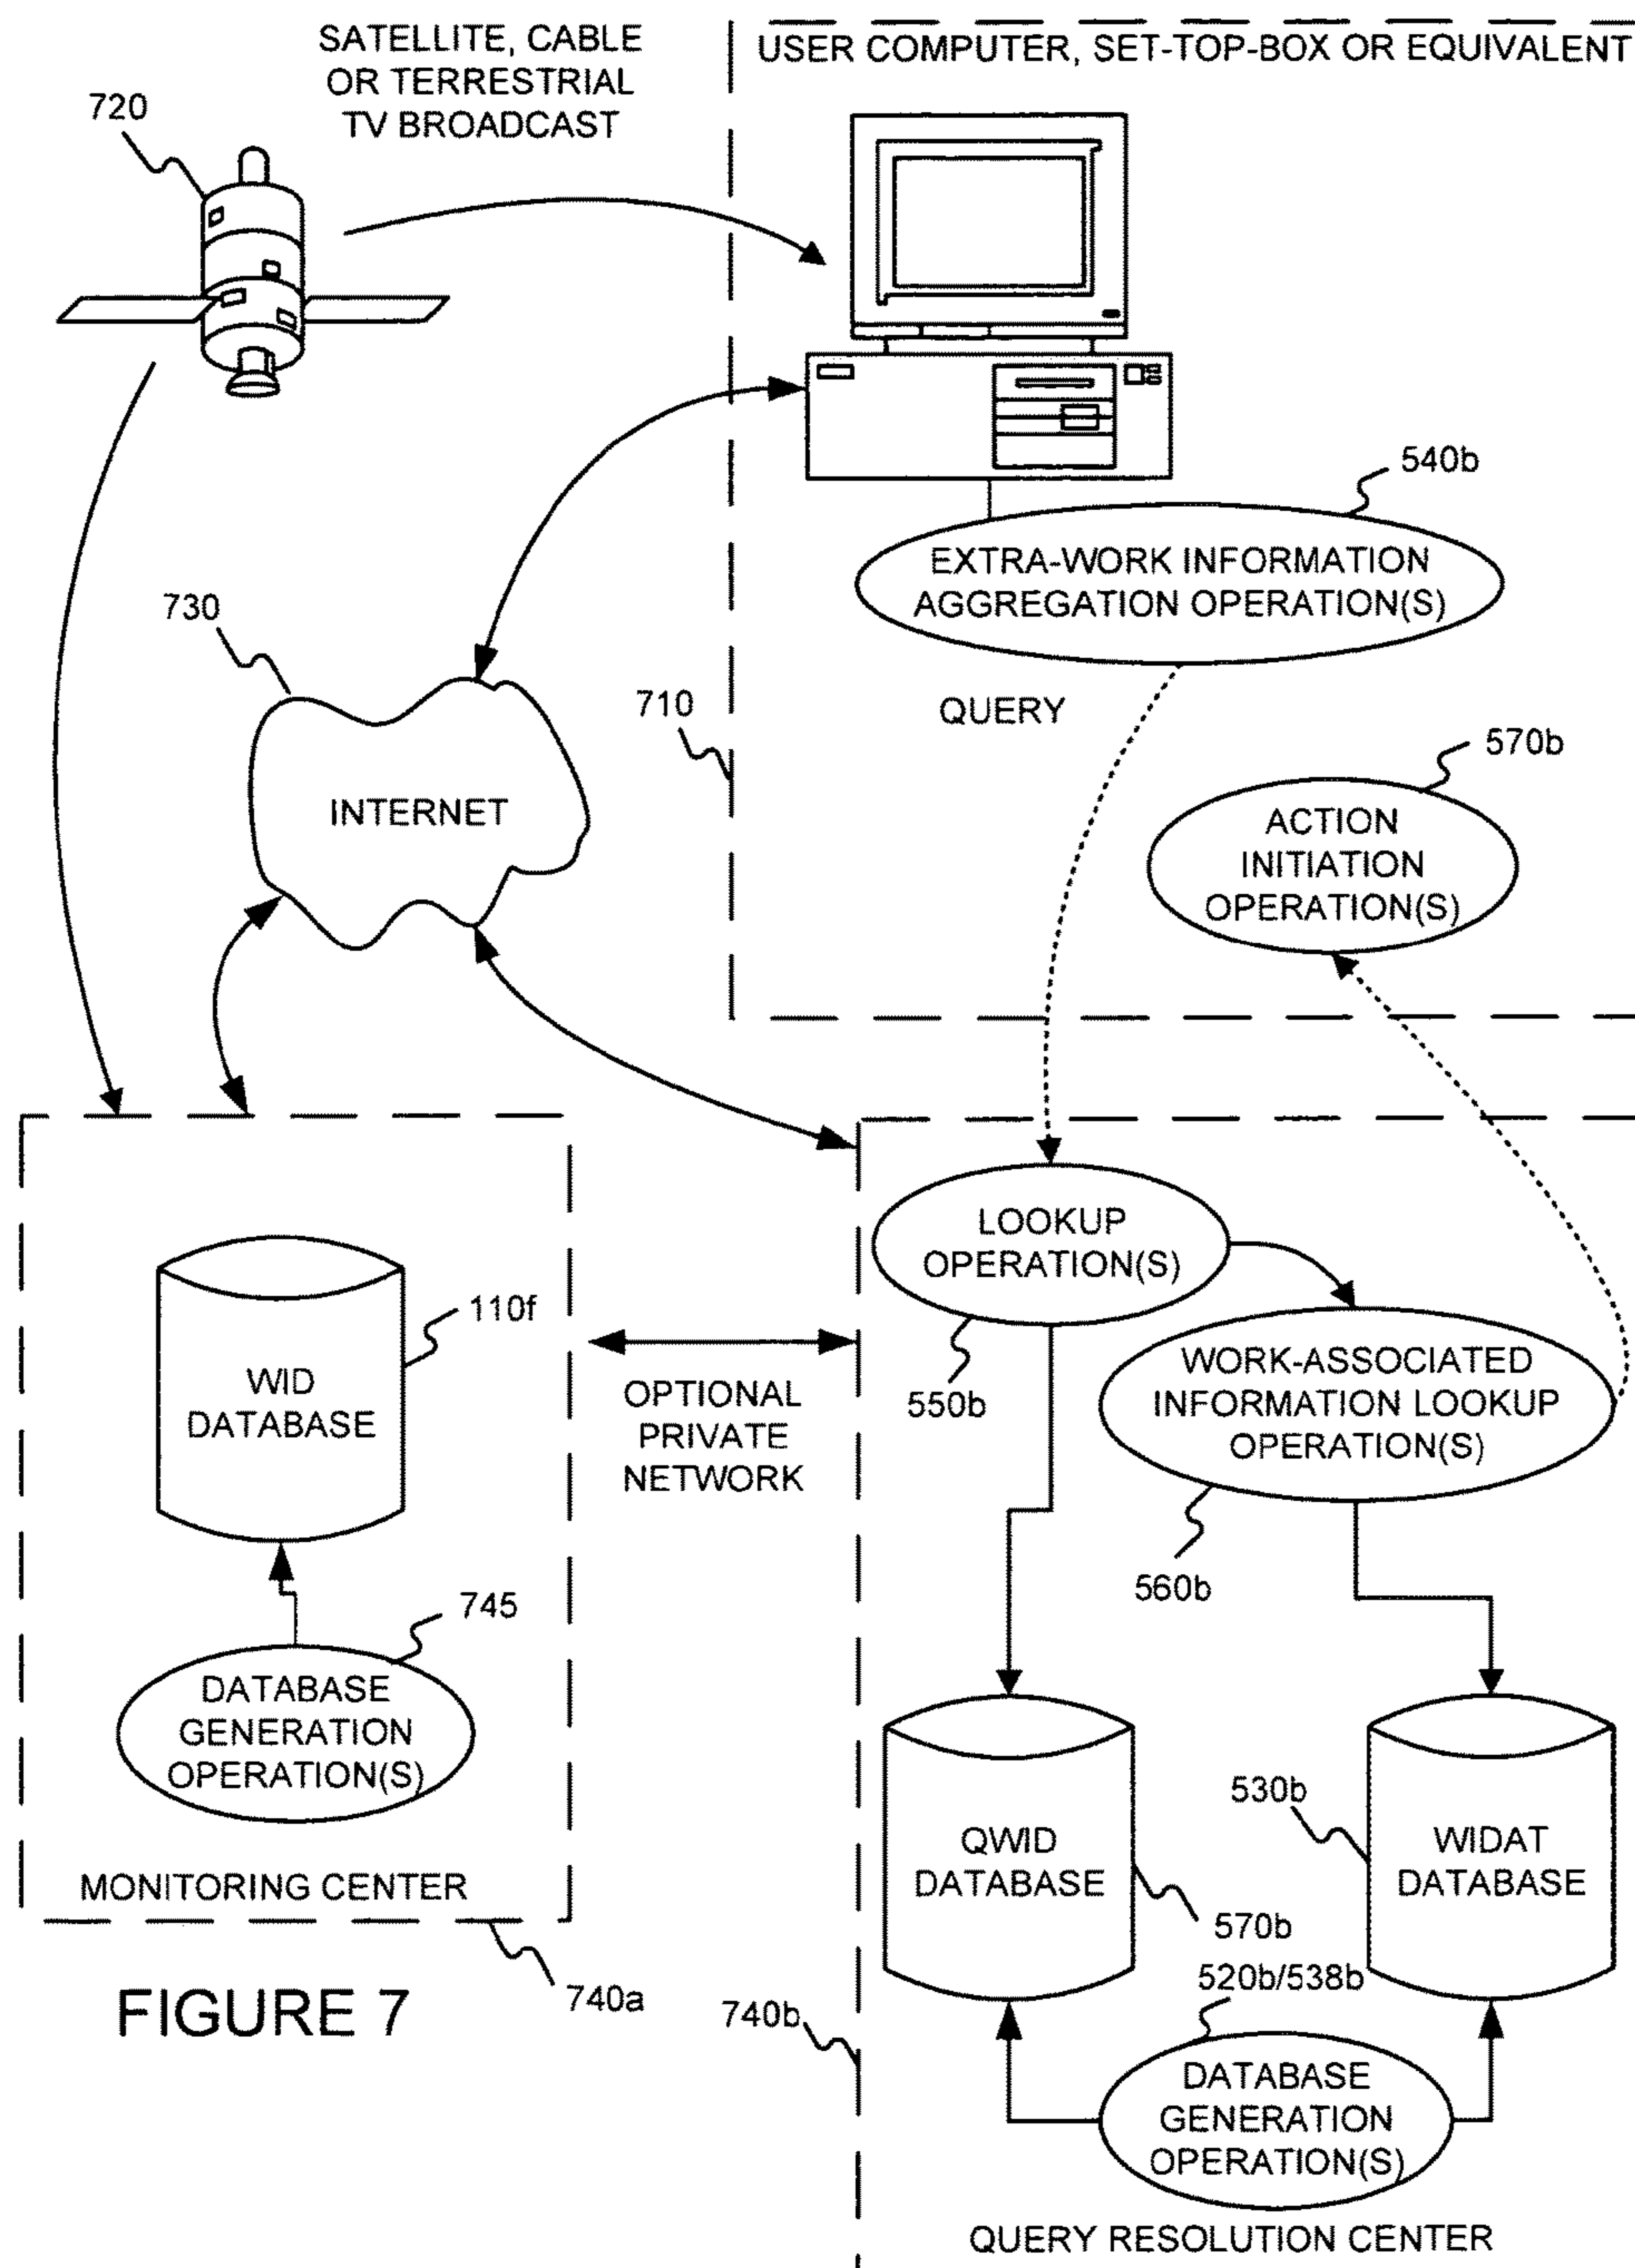 SATELLITE, CABLE
OR TERRESTRIAL
TV BROADCAST
USER COMPUTER, SET-TOP-BOX OR EQUIVALENT
720
540b
EXTRA-WORK INFORMATION
AGGREGATION OPERATION(S)
730
710
QUERY
570b
INTERNET
ACTION
INITIATION
OPERATION(S)
LOOKUP
OPERATION(S)
110f
WID
DATABASE
OPTIONAL
PRIVATE
NETWORK
550b
WORK-ASSOCIATED
INFORMATION LOOKUP
OPERATION(S)
560b
745
DATABASE
GENERATION
OPERATION(S)
530b
QWID
DATABASE
WIDAT
DATABASE
MONITORING CENTER
570b
740a
FIGURE 7
740b
520b/538b
DATABASE
GENERATION
OPERATION(S)
QUERY RESOLUTION CENTER